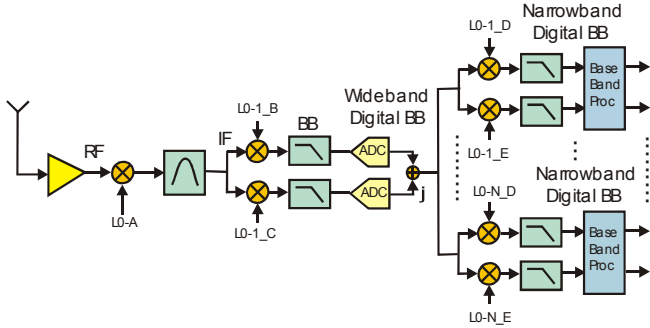 RF
L0-A
IF
L0-1_B
L0-1_C
BB
ADC
ADC
Wideband
Digital BB
j
Narrowband
Digital BB
L0-1_D
L0-1_E
Base
Band
Proc
Narrowband
Digital BB
L0-N_D
L0-N_E
Base
Band
Proc